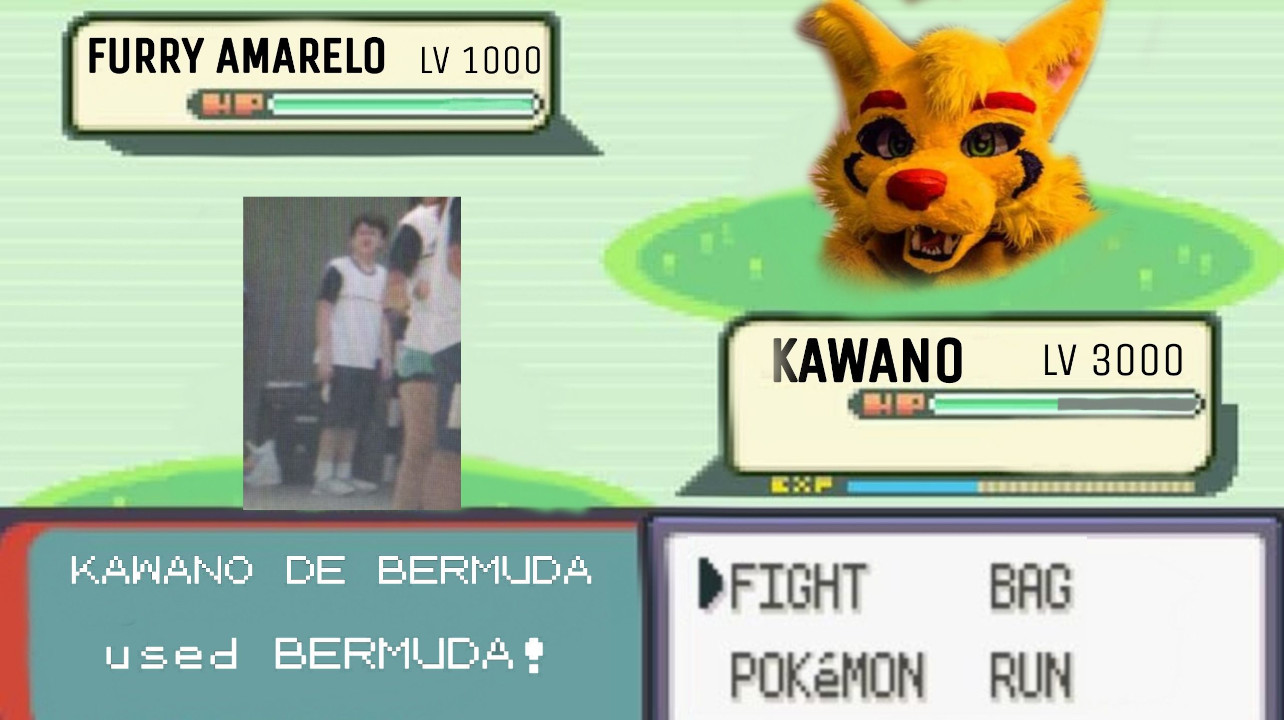 FURRY AMARELO LV 1000
HP
KAWANO LV 3000
HP
EXP
KAWANO DE BERMUDA
used BERMUDA!
FIGHT BAG
POKéMON RUN